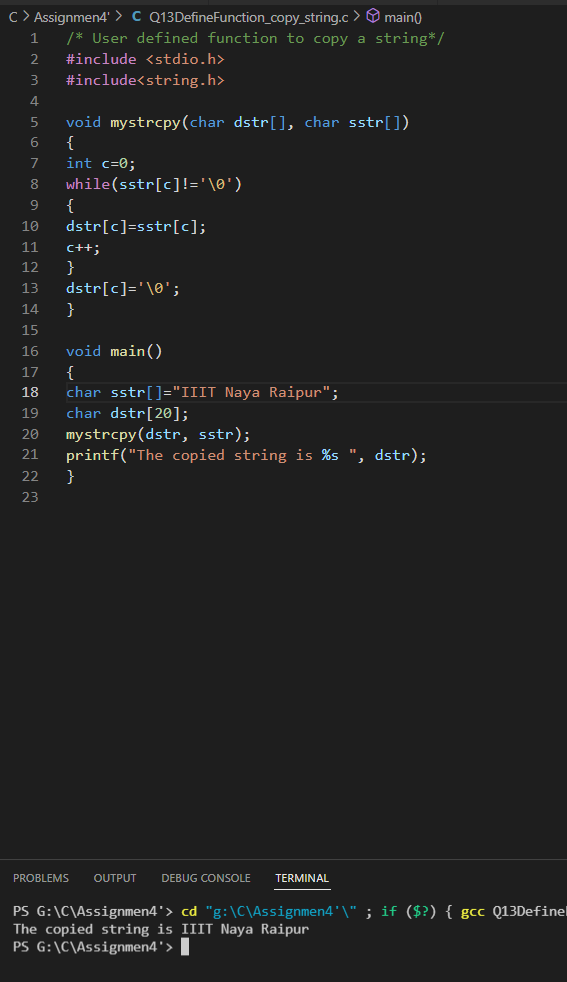 C > Assignmen4' > C Q13DefineFunction_copy_string.c > main()
1 /* User defined function to copy a string*/
2 #include <stdio.h>
3 #include<string.h>
4
5 void mystrcpy(char dstr[], char sstr[])
6 {
7 int c=0;
8 while(sstr[c]!='\0')
9 {
10 dstr[c]=sstr[c];
11 c++;
12 }
13 dstr[c]='\0';
14 }
15
16 void main()
17 {
18 char sstr[]="IIIT Naya Raipur";
19 char dstr[20];
20 mystrcpy(dstr, sstr);
21 printf("The copied string is %s ", dstr);
22 }
23
PROBLEMS OUTPUT DEBUG CONSOLE TERMINAL
PS G:\C\Assignmen4'> cd "g:\C\Assignmen4'\" ; if ($?) { gcc Q13Define
The copied string is IIIT Naya Raipur
PS G:\C\Assignmen4'>